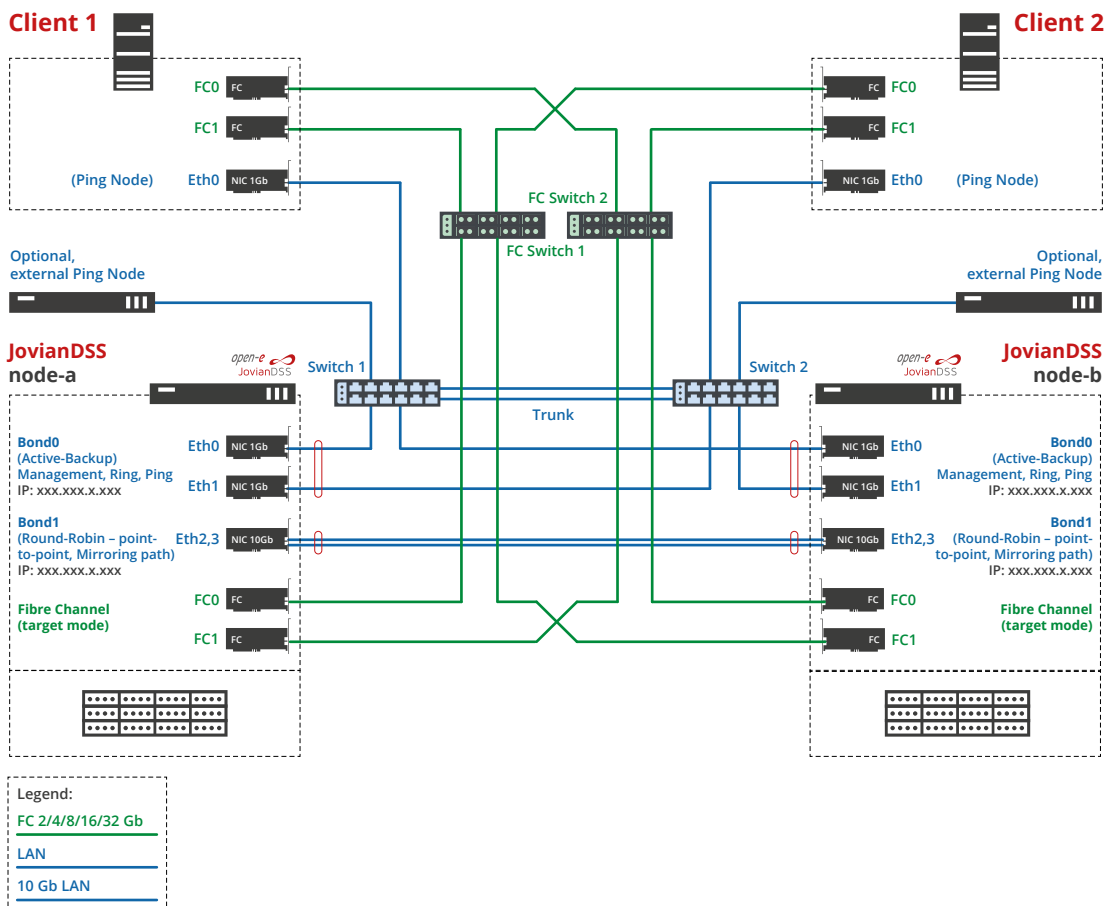 Client 1
Client 2
FC0
FC
FC
FC0
FC1
FC
FC
FC1
(Ping Node)
Eth0
NIC 1Gb
NIC 1Gb
Eth0
(Ping Node)
FC Switch 2
FC Switch 1
Optional,
external Ping Node
Optional,
external Ping Node
JovianDSS
node-a
open-e
JovianDSS
Switch 1
Switch 2
open-e
JovianDSS
JovianDSS
node-b
Trunk
Bond0
(Active-Backup)
Management, Ring, Ping
IP: xxx.xxx.x.xxx
Eth0
NIC 1Gb
Eth1
NIC 1Gb
NIC 1Gb
Eth0
NIC 1Gb
Eth1
Bond0
(Active-Backup)
Management, Ring, Ping
IP: xxx.xxx.x.xxx
Bond1
(Round-Robin – point-
to-point, Mirroring path)
IP: xxx.xxx.x.xxx
Eth2,3
NIC 10Gb
NIC 10Gb
Eth2,3
Bond1
(Round-Robin – point-
to-point, Mirroring path)
IP: xxx.xxx.x.xxx
Fibre Channel
(target mode)
FC0
FC
FC1
FC
FC
FC0
FC
FC1
Fibre Channel
(target mode)
Legend:
FC 2/4/8/16/32 Gb
LAN
10 Gb LAN